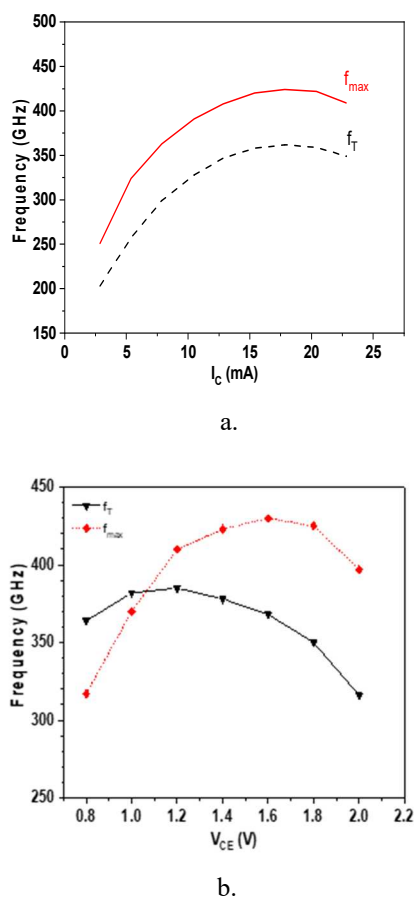 500
450
400
350
300
250
200
150
Frequency (GHz)
fmax
fT
0 5 10 15 20 25
IC (mA)
a.
450
400
350
300
250
Frequency (GHz)
fT
fmax
0.8 1.0 1.2 1.4 1.6 1.8 2.0 2.2
VCE (V)
b.